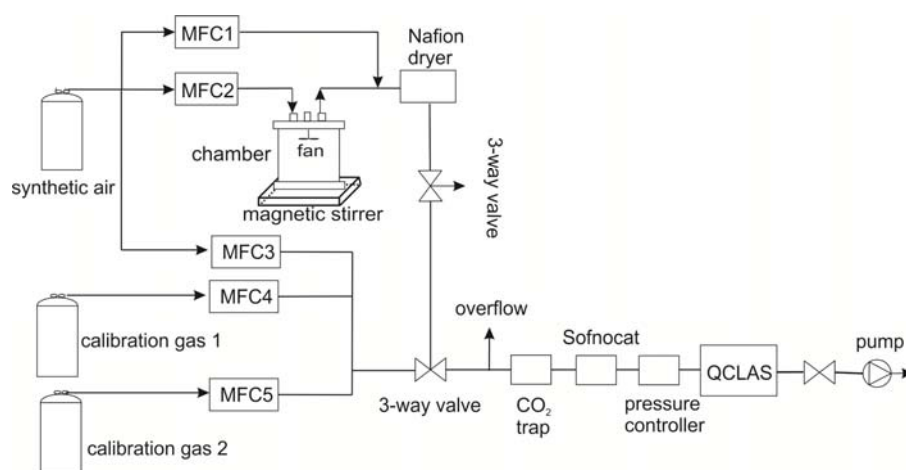 MFC1
Nafion
dryer
MFC2
chamber
fan
3-way valve
synthetic air
magnetic stirrer
MFC3
MFC4
calibration gas 1
overflow
Sofnocat
pump
QCLAS
MFC5
3-way valve
CO₂
trap
pressure
controller
calibration gas 2